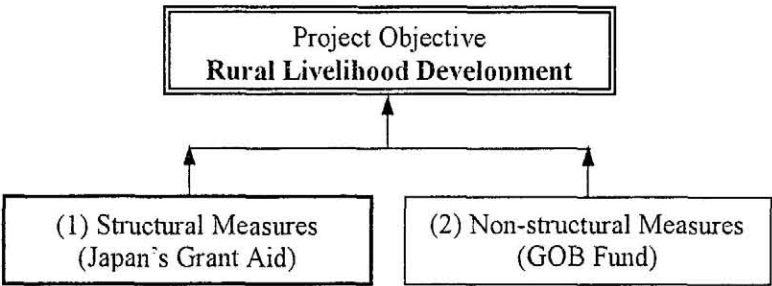 Project Objective
Rural Livelihood Development
(1) Structural Measures
(Japan's Grant Aid)
(2) Non-structural Measures
(GOB Fund)